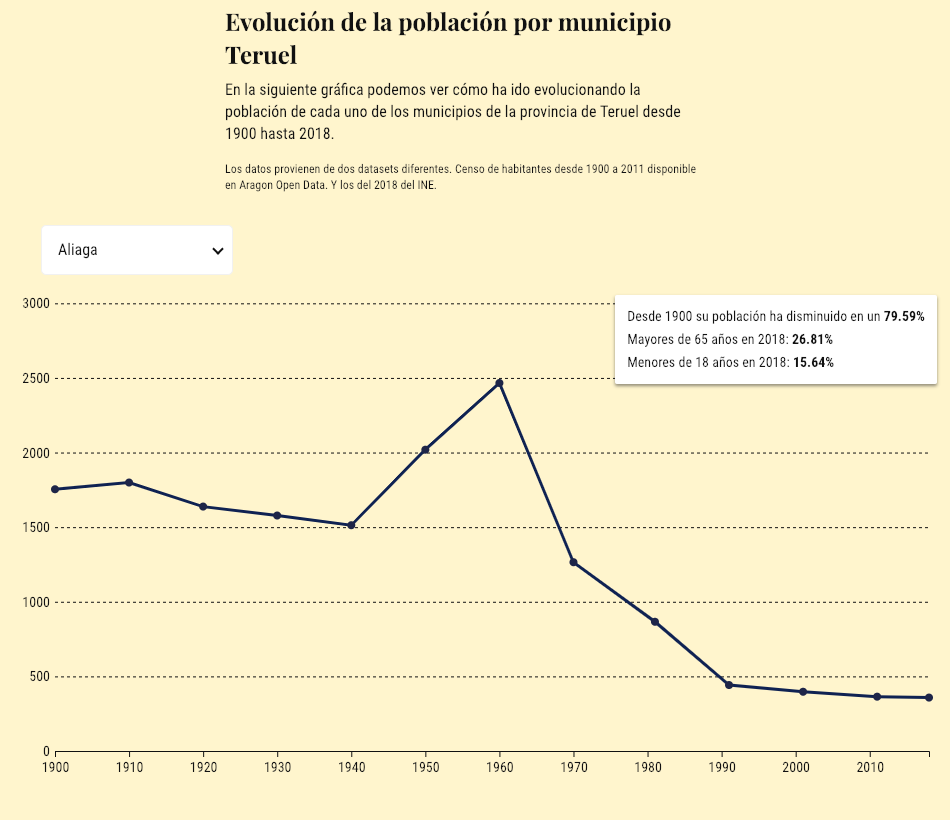 Evolución de la población por municipio
Teruel
En la siguiente gráfica podemos ver cómo ha ido evolucionando la
población de cada uno de los municipios de la provincia de Teruel desde
1900 hasta 2018.
Los datos provienen de dos datasets diferentes. Censo de habitantes desde 1900 a 2011 disponible
en Aragon Open Data. Y los del 2018 del INE.
Aliaga
Desde 1900 su población ha disminuido en un 79.59%
Mayores de 65 años en 2018: 26.81%
Menores de 18 años en 2018: 15.64%
3000
2500
2000
1500
1000
500
0
1900 1910 1920 1930 1940 1950 1960 1970 1980 1990 2000 2010